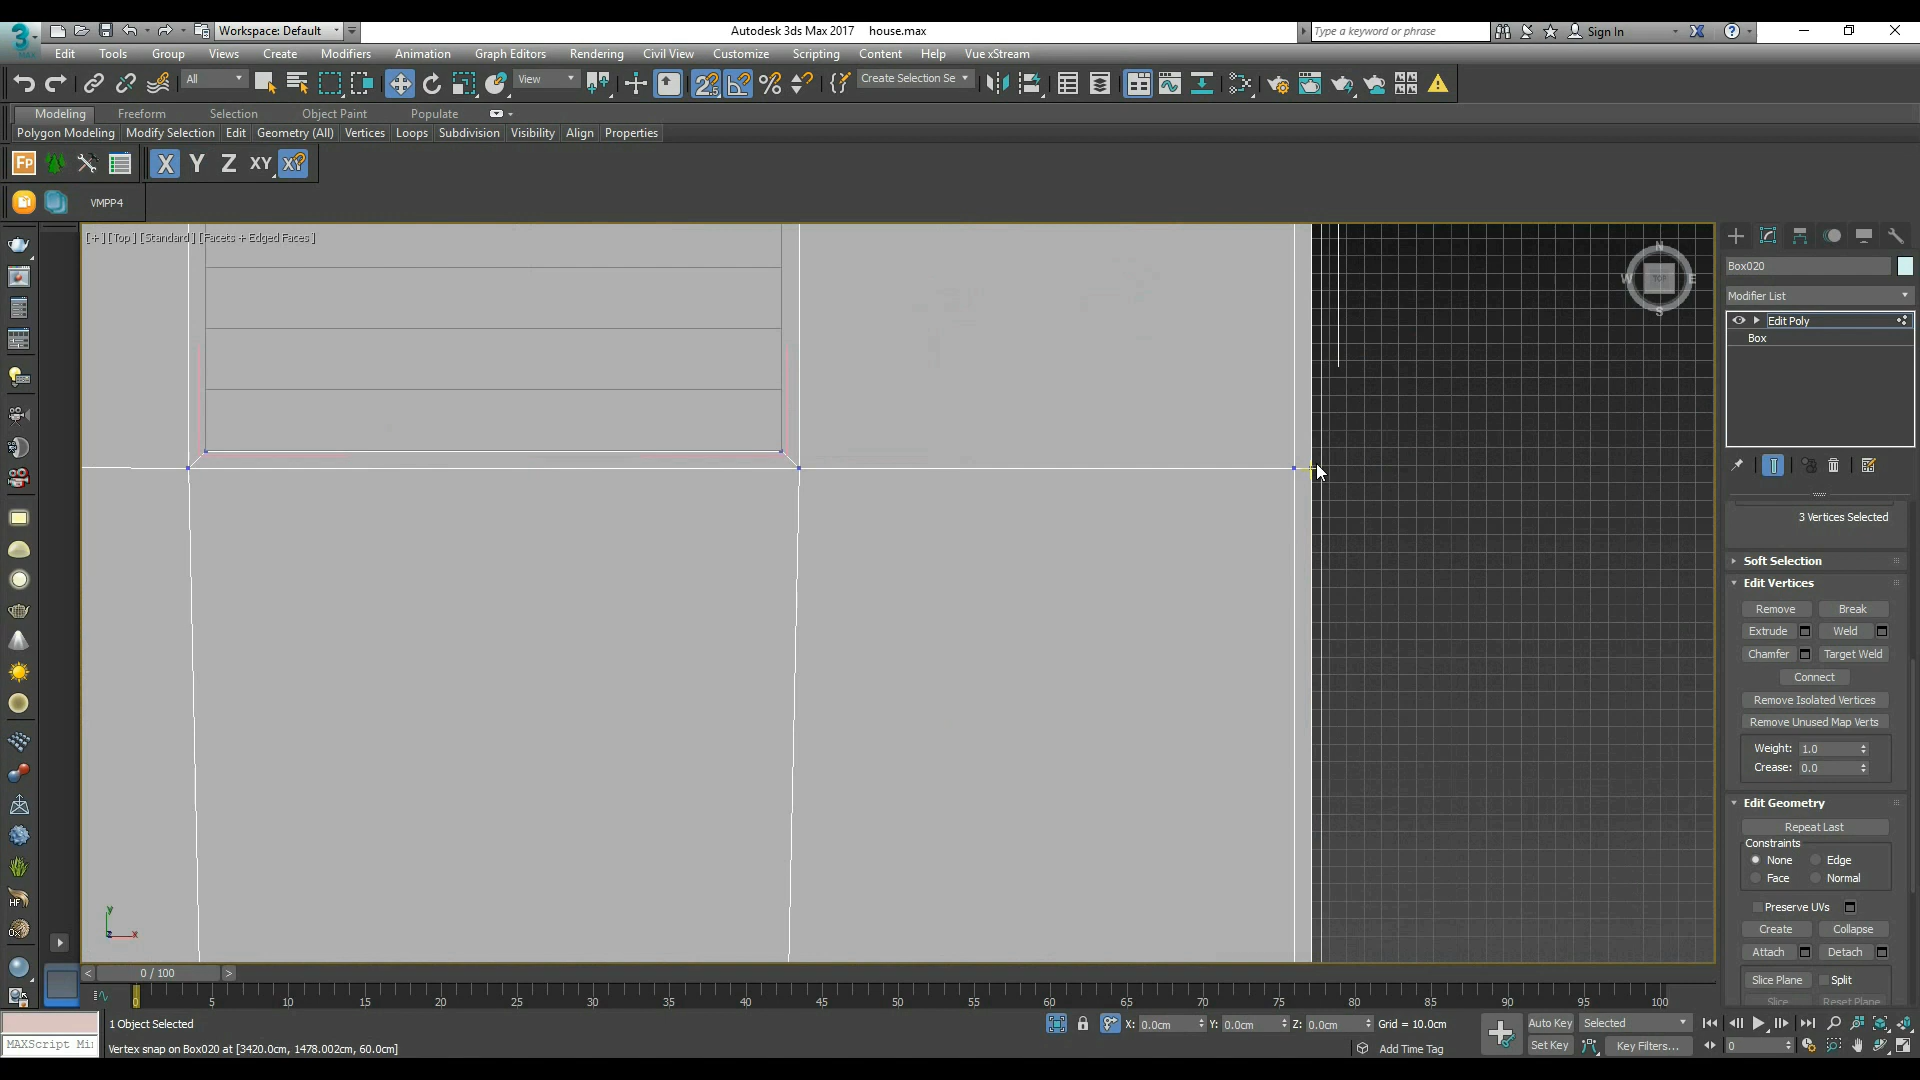 Workspace: Default
Autodesk 3ds Max 2017 house.max
Type a keyword or phrase
Sign In
MAX
Edit Tools Group Views Create Modifiers Animation Graph Editors Rendering Civil View Customize Scripting Content Help Vue xStream
All
View
Create Selection Se
Modeling Freeform Selection Object Paint Populate
Polygon Modeling Modify Selection Edit Geometry (All) Vertices Loops Subdivision Visibility Align Properties
Fp
X Y Z XY
VMPP4
[+] [Top] [Standard] [Facets + Edged Faces]
N
W TOP E
S
Box020
Modifier List
Edit Poly
Box
3 Vertices Selected
Soft Selection
Edit Vertices
Remove Break
Extrude Weld
Chamfer Target Weld
Connect
Remove Isolated Vertices
Remove Unused Map Verts
Weight: 1.0
Crease: 0.0
Edit Geometry
Repeat Last
Constraints
None Edge
Face Normal
Preserve UVs
Create Collapse
Attach Detach
Slice Plane Split
Slice Reset Plane
HF
y
z x
< 0 / 100 >
0 5 10 15 20 25 30 35 40 45 50 55 60 65 70 75 80 85 90 95 100
1 Object Selected
X: 0.0cm Y: 0.0cm Z: 0.0cm Grid = 10.0cm
Auto Key Selected
MAXScript Mi
Vertex snap on Box020 at [3420.0cm, 1478.002cm, 60.0cm]
Add Time Tag
Set Key Key Filters...
0